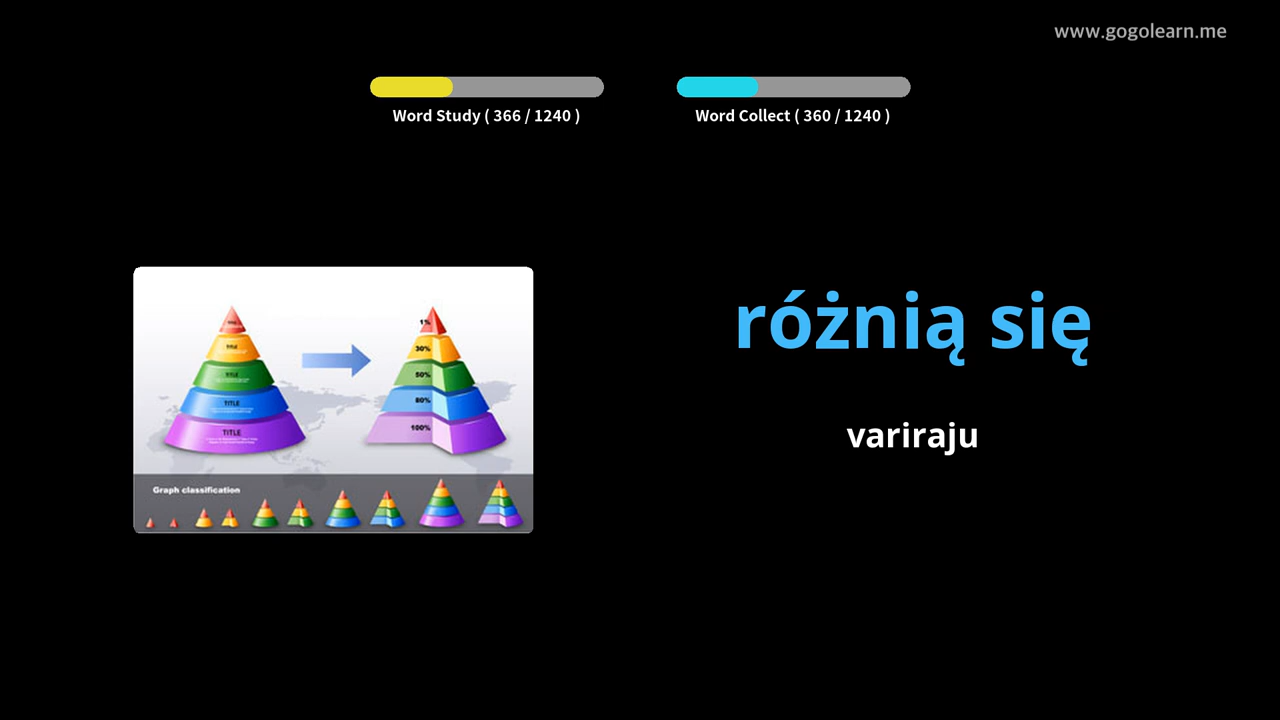 www.gogolearn.me
Word Study ( 366 / 1240 )
Word Collect ( 360 / 1240 )
różnią się
variraju
TITLE
TITLE
TITLE
TITLE
1%
30%
50%
80%
100%
Graph classification